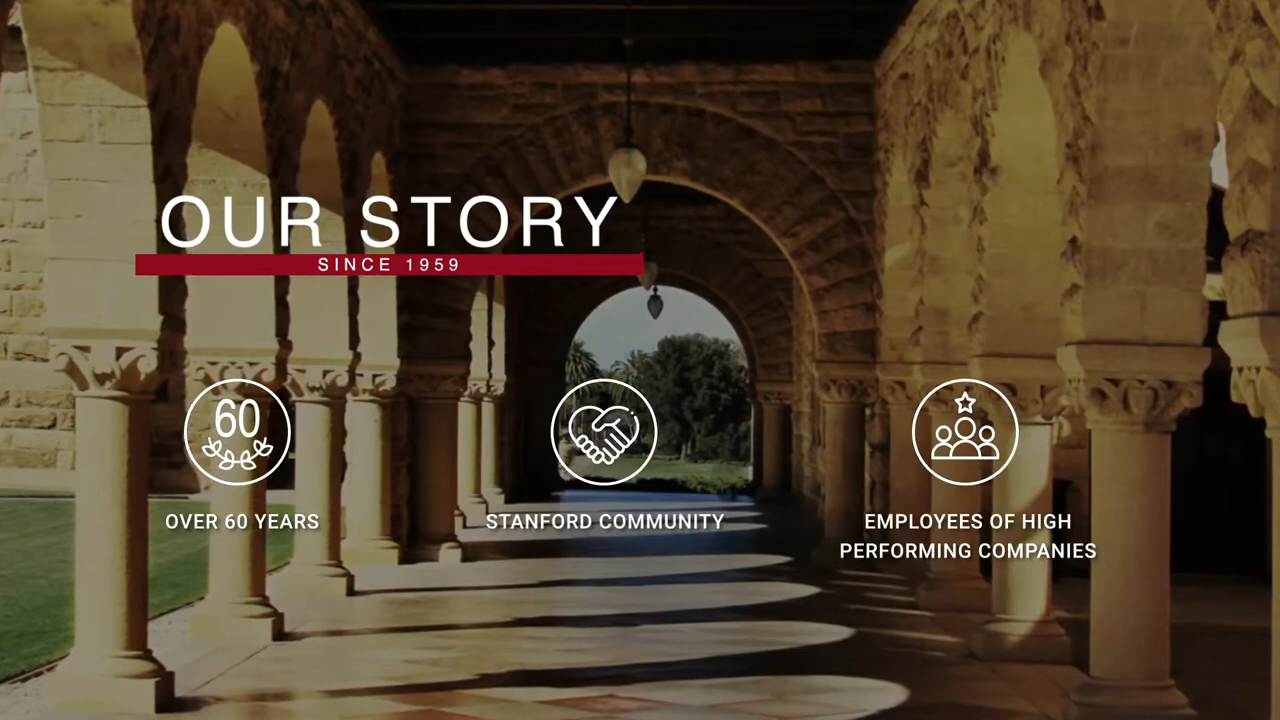 OUR STORY
SINCE 1959
60
OVER 60 YEARS
STANFORD COMMUNITY
EMPLOYEES OF HIGH
PERFORMING COMPANIES